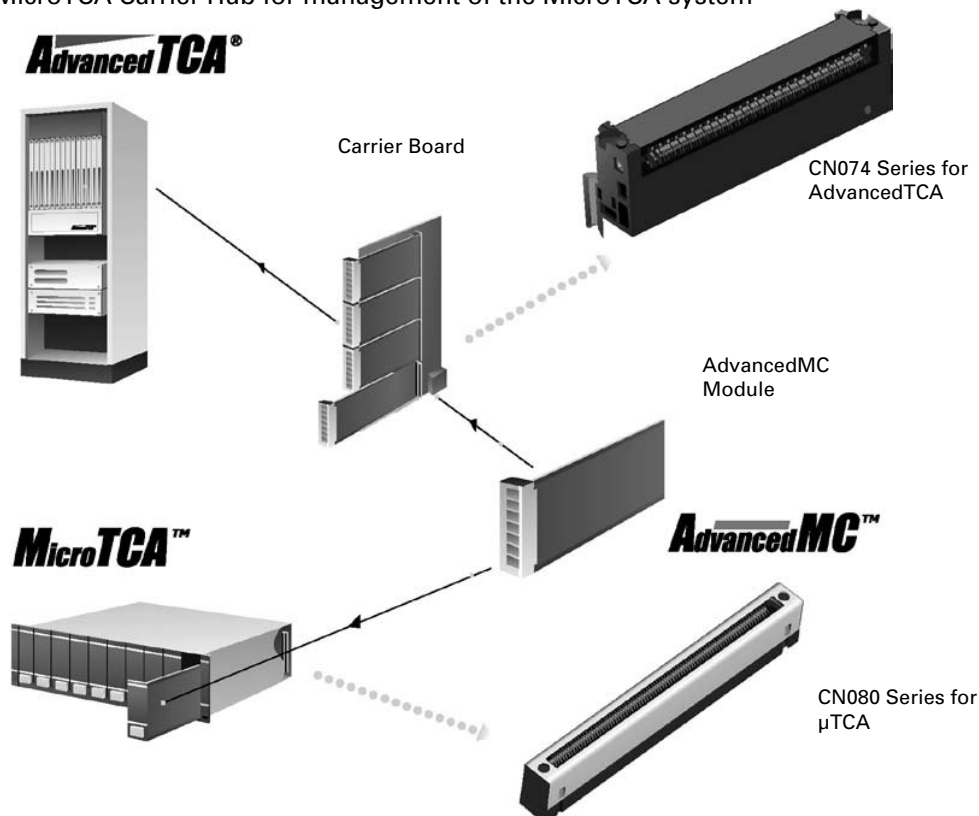 MicroTCA Carrier Hub for management of the MicroTCA system
AdvancedTCA®
Carrier Board
CN074 Series for
AdvancedTCA
AdvancedMC
Module
MicroTCA™
AdvancedMC™
CN080 Series for
µTCA